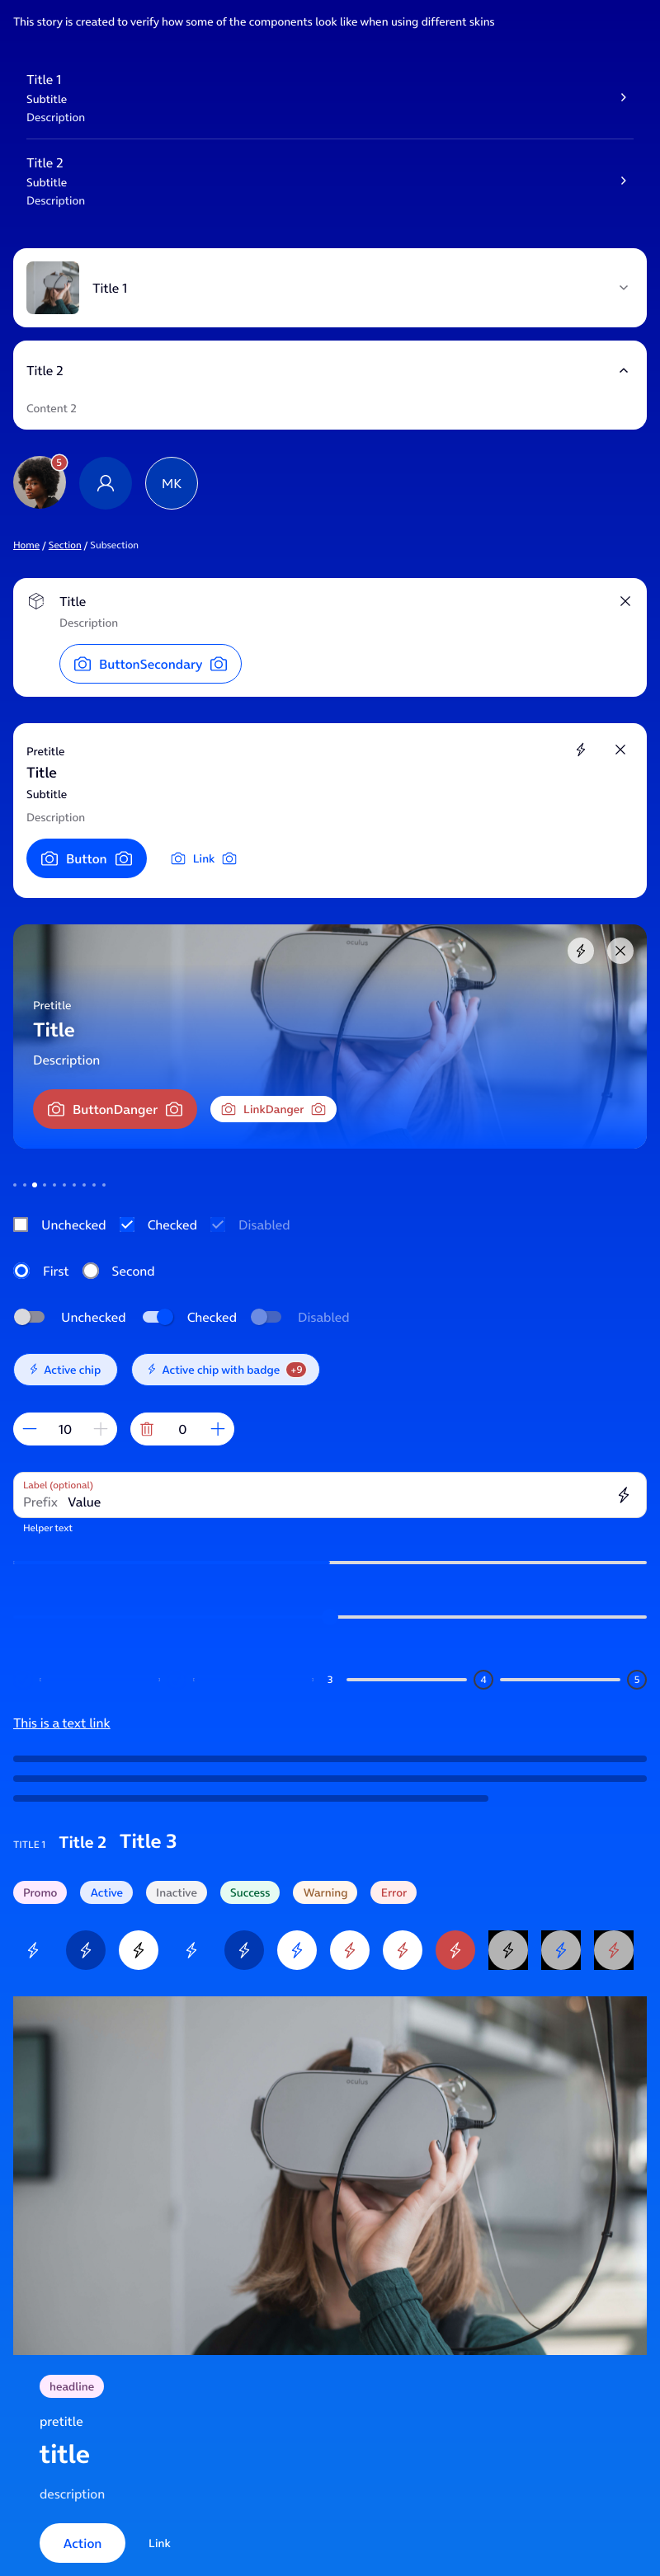 This story is created to verify how some of the components look like when using different skins
Title 1
Subtitle
Description
Title 2
Subtitle
Description
Title 1
Title 2
Content 2
5
MK
Home / Section / Subsection
Title
Description
ButtonSecondary
Pretitle
Title
Subtitle
Description
Button Link
oculus
Pretitle
Title
Description
ButtonDanger LinkDanger
Unchecked Checked Disabled
First Second
Unchecked Checked Disabled
Active chip Active chip with badge +9
10 0
Label (optional)
Prefix Value
Helper text
3 4 5
This is a text link
TITLE 1 Title 2 Title 3
Promo Active Inactive Success Warning Error
oculus
headline
pretitle
title
description
Action Link